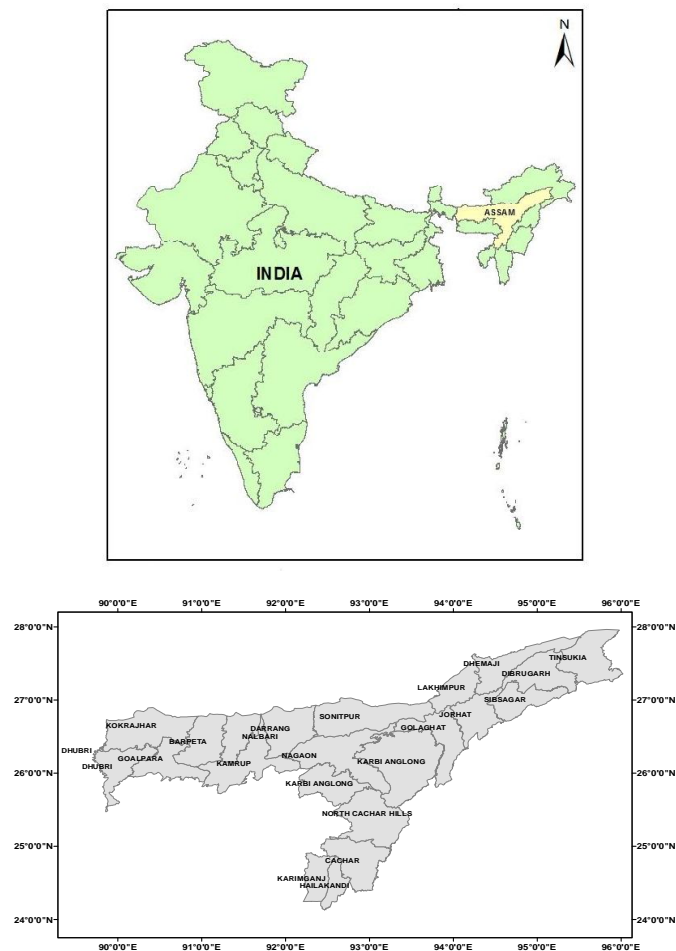 N
ASSAM
INDIA
90°0'0"E 91°0'0"E 92°0'0"E 93°0'0"E 94°0'0"E 95°0'0"E 96°0'0"E
28°0'0"N 28°0'0"N
TINSUKIA
DHEMAJI
DIBRUGARH
LAKHIMPUR
27°0'0"N 27°0'0"N
SIBSAGAR
JORHAT
SONITPUR
KOKRAJHAR
DARRANG
GOLAGHAT
NALBARI
BARPETA
DHUBRI
NAGAON
GOALPARA
KAMRUP
KARBI ANGLONG
DHUBRI
26°0'0"N 26°0'0"N
KARBI ANGLONG
NORTH CACHAR HILLS
25°0'0"N 25°0'0"N
CACHAR
KARIMGANJ
HAILAKANDI
24°0'0"N 24°0'0"N
90°0'0"E 91°0'0"E 92°0'0"E 93°0'0"E 94°0'0"E 95°0'0"E 96°0'0"E